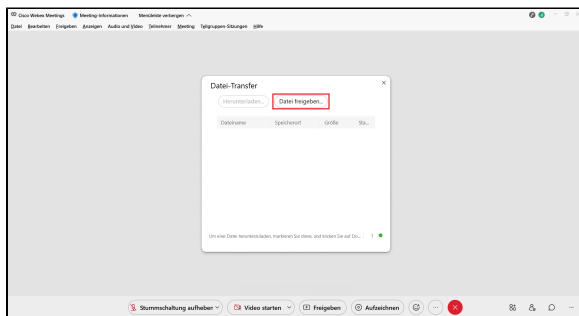 Cisco Webex Meetings Meeting-Informationen Menüleiste verbergen
Datei Bearbeiten Freigeben Anzeigen Audio und Video Teilnehmer Meeting Teilgruppen-Sitzungen Hilfe
Datei-Transfer
Herunterladen... Datei freigeben...
Dateiname Speicherort Größe Sta...
Um eine Datei herunterzuladen, markieren Sie diese, und klicken Sie auf Do... 1
Stummschaltung aufheben Video starten Freigeben Aufzeichnen